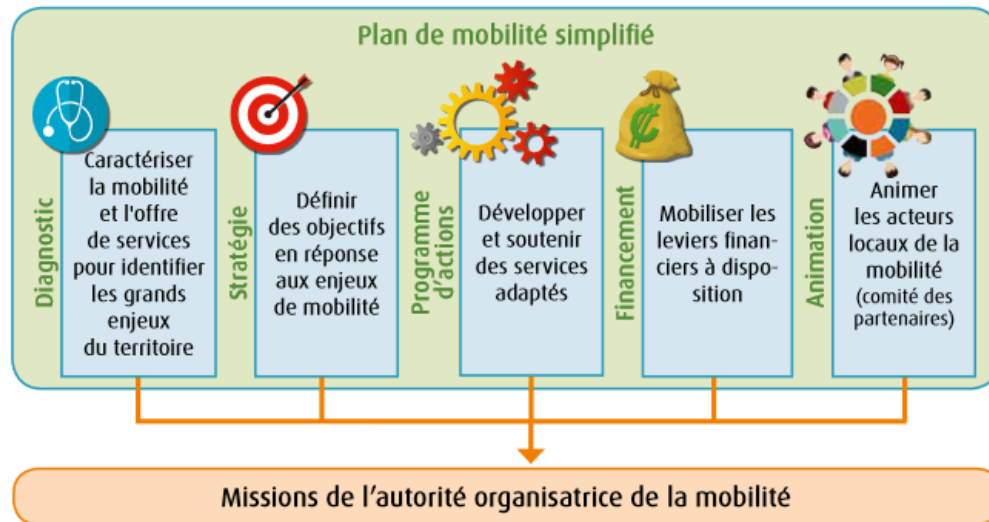 Plan de mobilité simplifié
Diagnostic
Caractériser
la mobilité
et l'offre
de services
pour identifier
les grands
enjeux
du territoire
Stratégie
Définir
des objectifs
en réponse
aux enjeux
de mobilité
Programme
d'actions
Développer
et soutenir
des services
adaptés
Financement
Mobiliser les
leviers finan-
ciers à dispo-
sition
Animation
Animer
les acteurs
locaux de la
mobilité
(comité des
partenaires)
Missions de l'autorité organisatrice de la mobilité